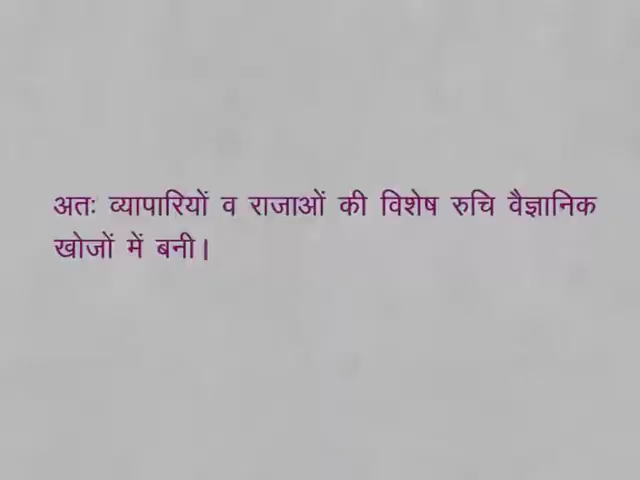 अतः व्यापारियों व राजाओं की विशेष रुचि वैज्ञानिक
खोजों में बनी।